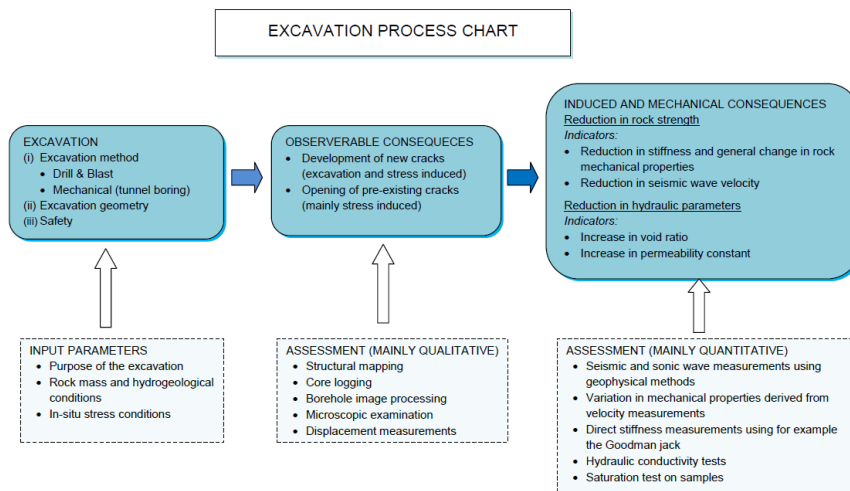 EXCAVATION PROCESS CHART
EXCAVATION
(i) Excavation method
• Drill & Blast
• Mechanical (tunnel boring)
(ii) Excavation geometry
(iii) Safety
OBSERVERABLE CONSEQUECES
• Development of new cracks
(excavation and stress induced)
• Opening of pre-existing cracks
(mainly stress induced)
INDUCED AND MECHANICAL CONSEQUENCES
Reduction in rock strength
Indicators:
• Reduction in stiffness and general change in rock
mechanical properties
• Reduction in seismic wave velocity
Reduction in hydraulic parameters
Indicators:
• Increase in void ratio
• Increase in permeability constant
INPUT PARAMETERS
• Purpose of the excavation
• Rock mass and hydrogeological
conditions
• In-situ stress conditions
ASSESSMENT (MAINLY QUALITATIVE)
• Structural mapping
• Core logging
• Borehole image processing
• Microscopic examination
• Displacement measurements
ASSESSMENT (MAINLY QUANTITATIVE)
• Seismic and sonic wave measurements using
geophysical methods
• Variation in mechanical properties derived from
velocity measurements
• Direct stiffness measurements using for example
the Goodman jack
• Hydraulic conductivity tests
• Saturation test on samples